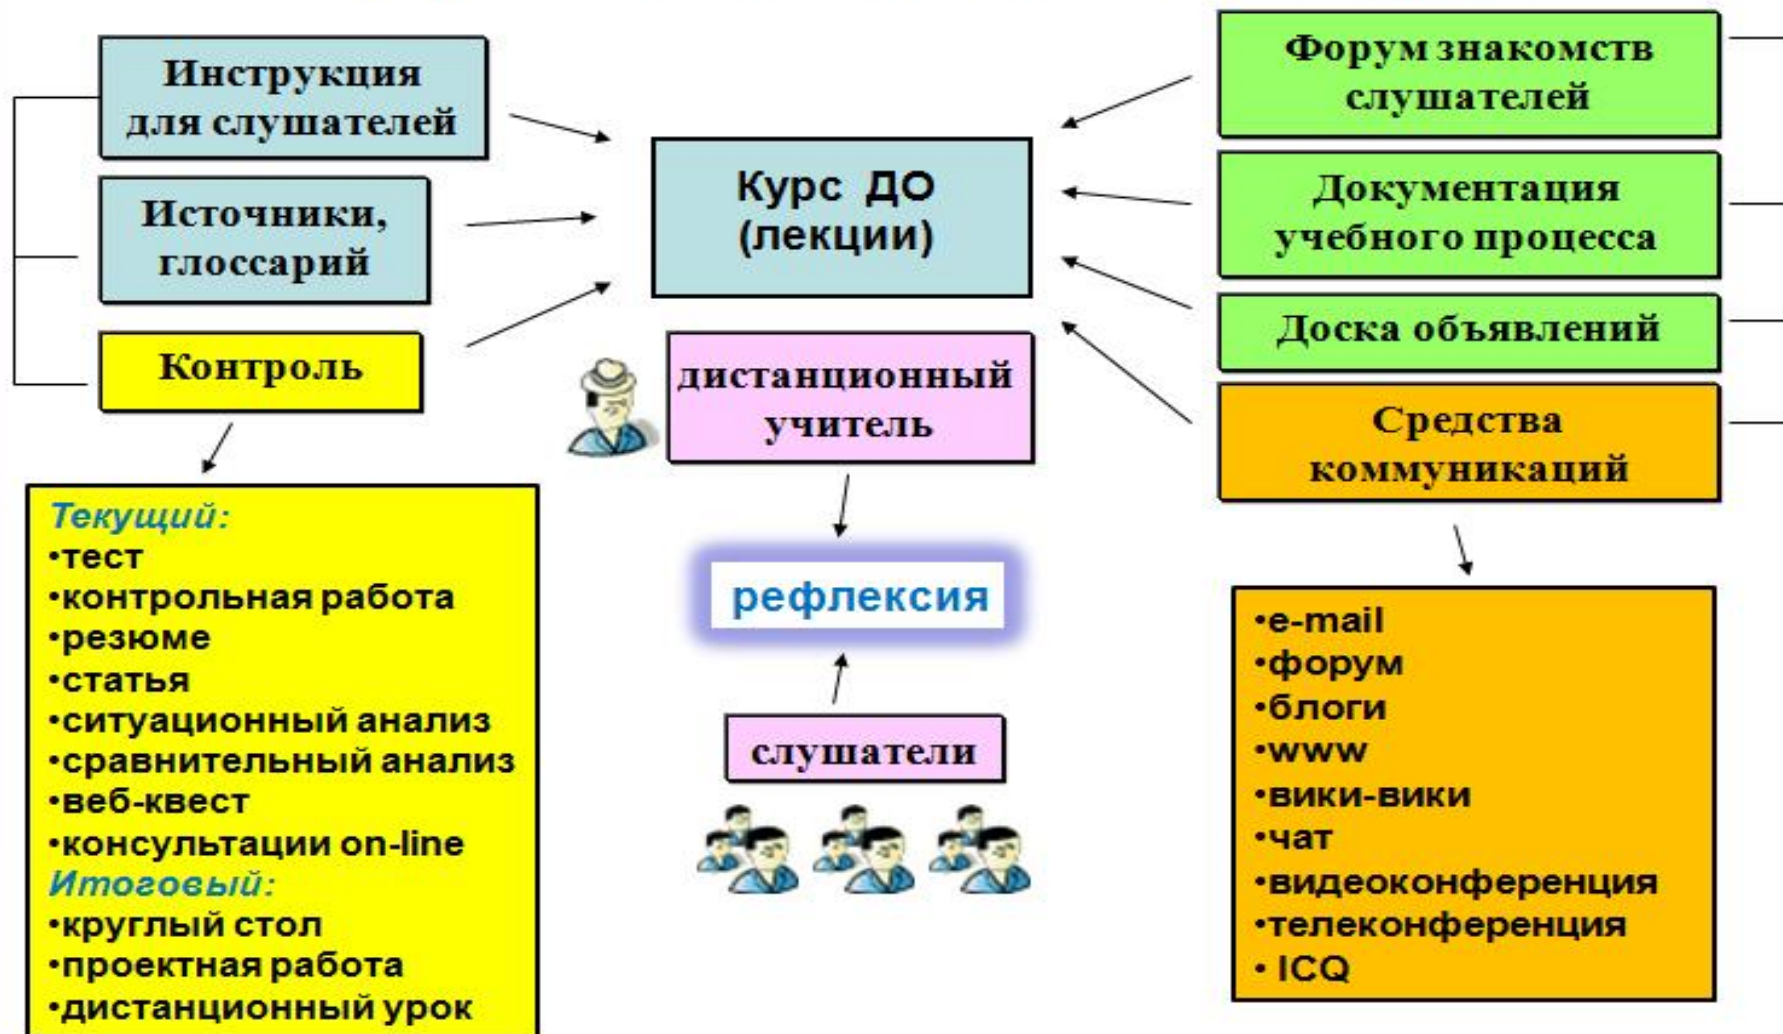 Инструкция
для слушателей
Источники,
глоссарий
Контроль
Текущий:
•тест
•контрольная работа
•резюме
•статья
•ситуационный анализ
•сравнительный анализ
•веб-квест
•консультации on-line
Итоговый:
•круглый стол
•проектная работа
•дистанционный урок
Курс ДО
(лекции)
дистанционный
учитель
рефлексия
слушатели
Форум знакомств
слушателей
Документация
учебного процесса
Доска объявлений
Средства
коммуникаций
•e-mail
•форум
•блоги
•www
•вики-вики
•чат
•видеоконференция
•телеконференция
• ICQ